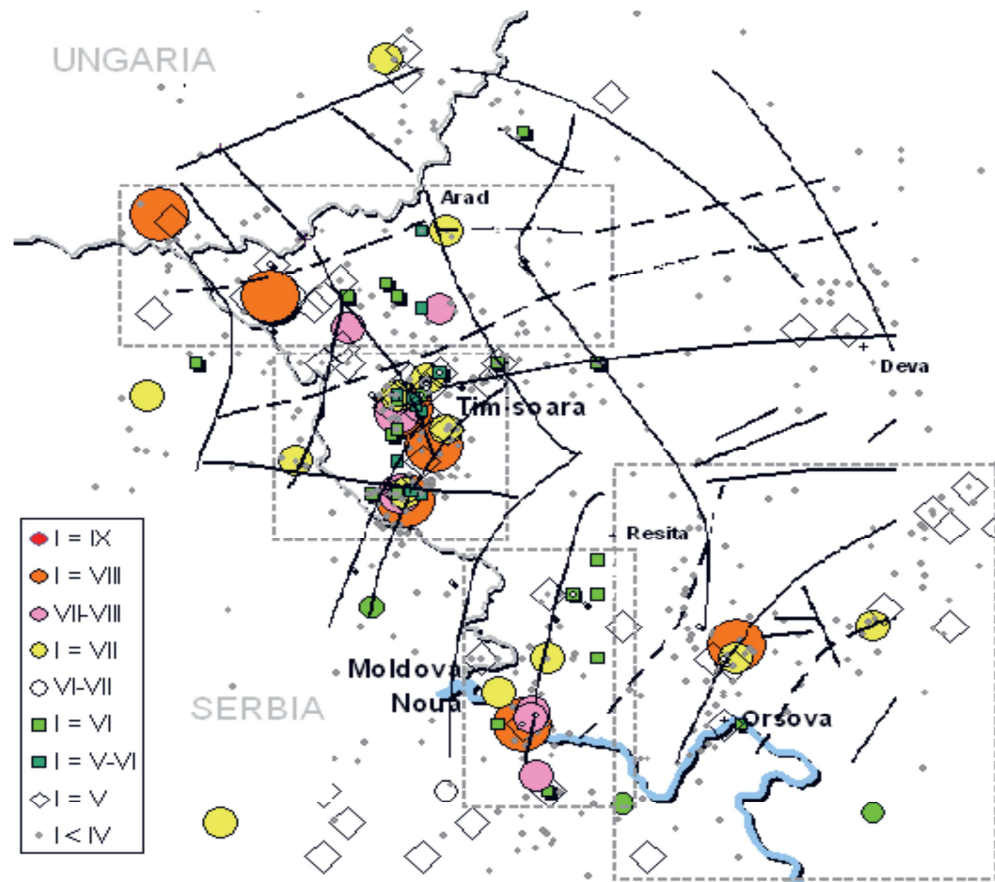 UNGARIA
Arad
Deva
Timisoara
Resita
Moldova
Noua
SERBIA
Orsova
I = IX
I = VIII
VII-VIII
I = VII
VI-VII
I = VI
I = V-VI
I = V
I < IV